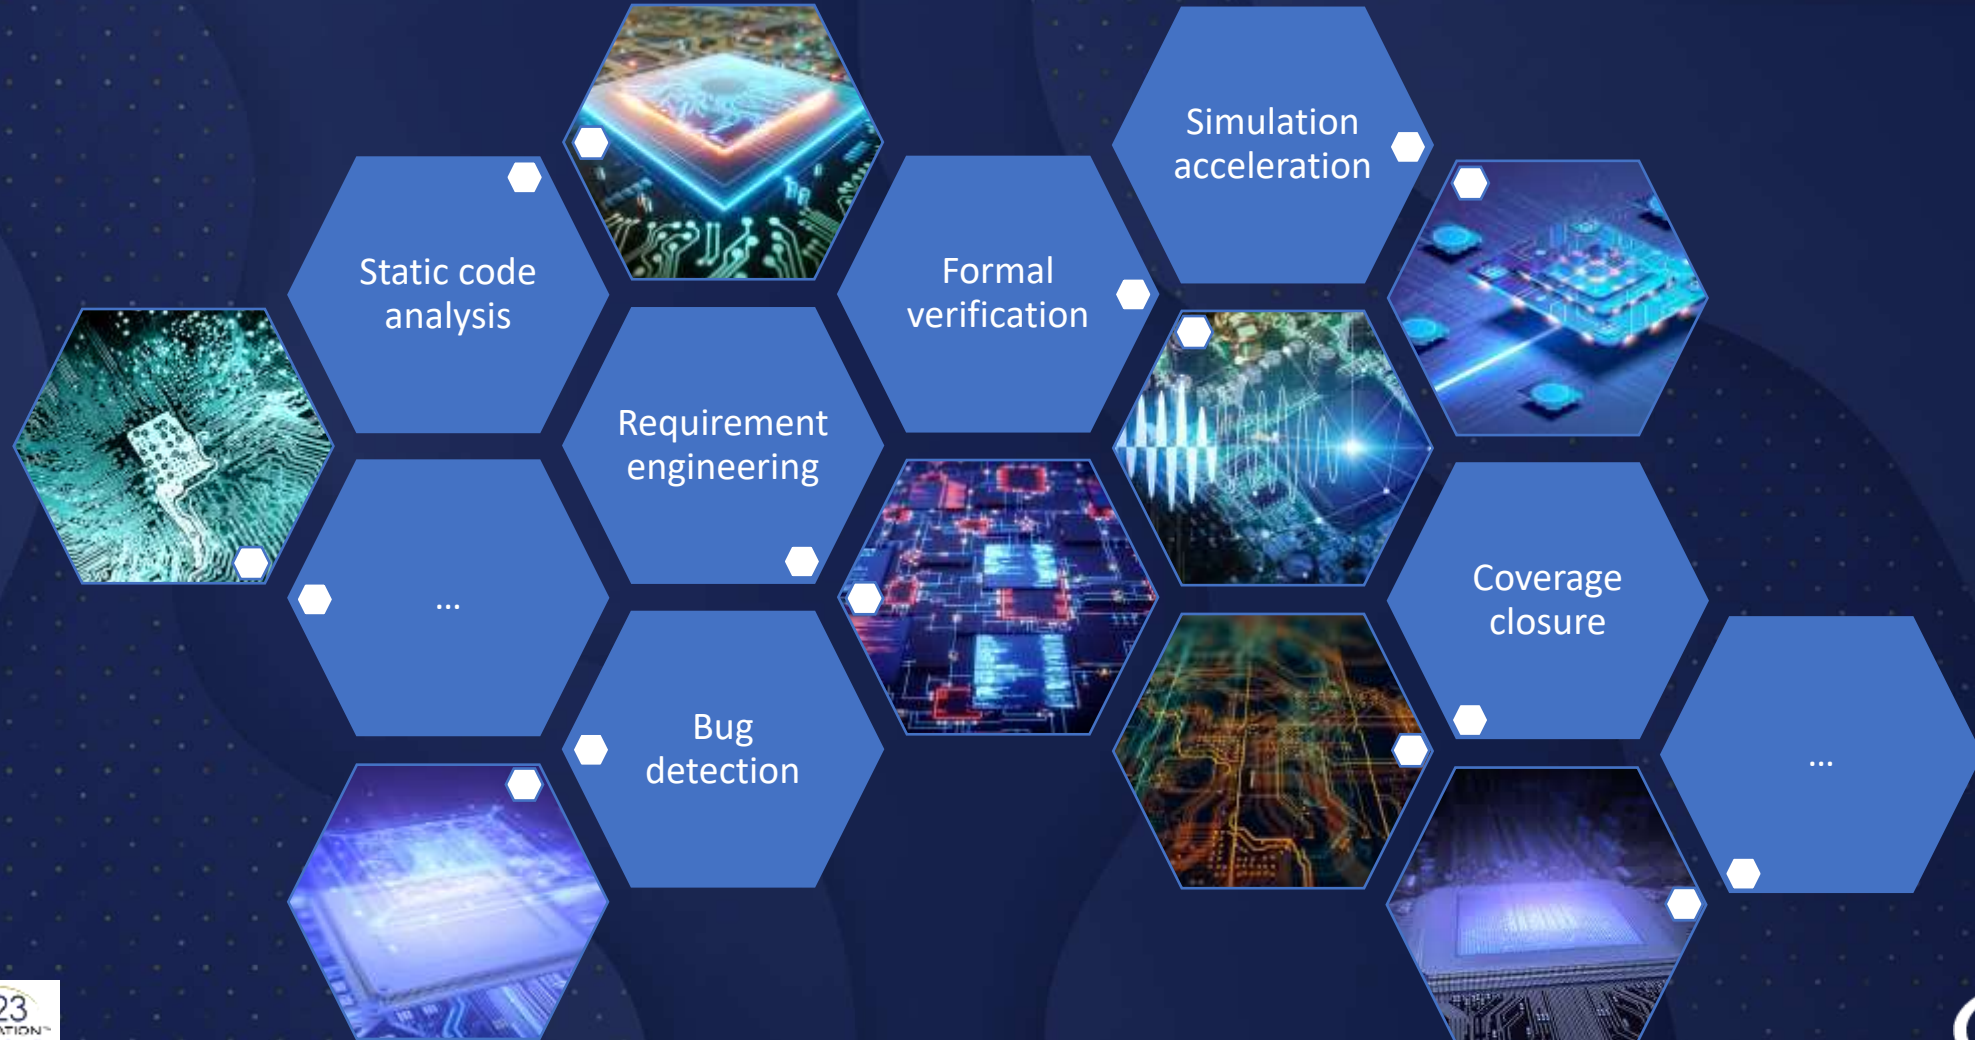 Simulation
acceleration
Static code
analysis
Formal
verification
Requirement
engineering
...
Coverage
closure
Bug
detection
...
23